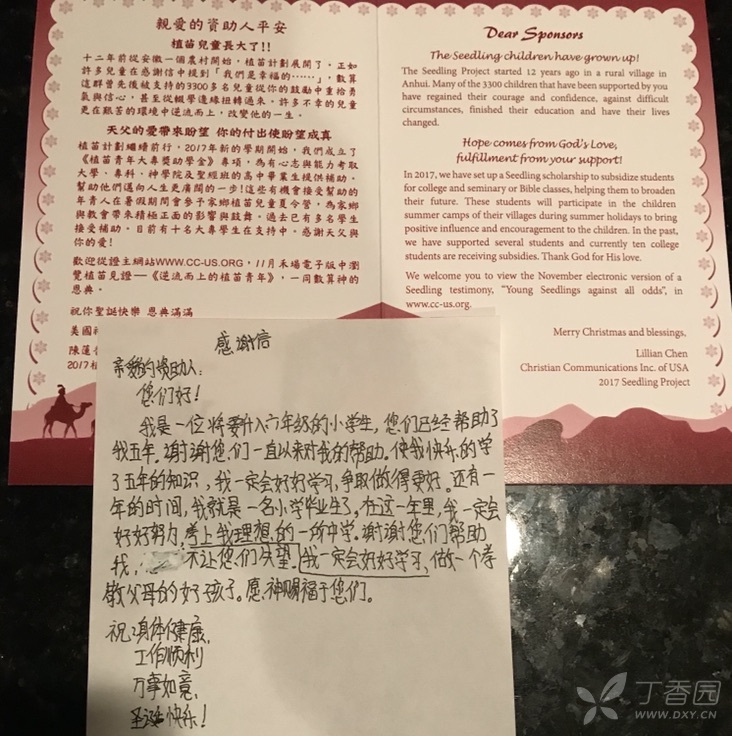 親愛的資助人平安
植苗兒童長大了!!
十二年前從安徽一個農村開始，植苗計劃展開了，正如
許多兒童在感謝信中提到「我們是幸福的……」，數算
這群曾先後被支持的3300多名兒童從你的鼓勵中重拾勇
氣與信心，甚至從輟學邊緣扭轉過來。許多不幸的兒童
更在艱苦的環境中逆流而上，改變他的一生。
天父的愛帶來盼望 你的付出使盼望成真
植苗計劃繼續前行，2017年新的學期開始，我們成立了
《植苗青年大專獎助學金》專項，為有心志與能力考取
大學、專科、神學院及聖經班的高中畢業生提供補助。
幫助他們邁向人生更廣闊的一步!這些有機會接受幫助的
年青人在暑假期間會參予家鄉植苗兒童夏令營，為家鄉
與教會帶來積極正面的影響與鼓舞。過去已有多名學生
接受補助。目前有十名大專學生在支持中。感謝天父與
你的愛!
歡迎從證主網站WWW.CC-US.ORG，11月禾場電子版中瀏
覽植苗見證—《逆流而上的植苗青年》，一同數算神的
恩典。
祝你聖誕快樂 恩典滿滿
美國
陳蓮
2017植
Dear Sponsors
The Seedling children have grown up!
The Seedling Project started 12 years ago in a rural village in
Anhui. Many of the 3300 children that have been supported by you
have regained their courage and confidence, against difficult
circumstances, finished their education and have their lives
changed.
Hope comes from God's Love,
fulfillment from your support!
In 2017, we have set up a Seedling scholarship to subsidize students
for college and seminary or Bible classes, helping them to broaden
their future. These students will participate in the children
summer camps of their villages during summer holidays to bring
positive influence and encouragement to the children. In the past,
we have supported several students and currently ten college
students are receiving subsidies. Thank God for His love.
We welcome you to view the November electronic version of a
Seedling testimony, "Young Seedlings against all odds", in
www.cc-us.org.
Merry Christmas and blessings,
Lillian Chen
Christian Communications Inc. of USA
2017 Seedling Project
感谢信
亲爱的资助人:
您们好!
我是一位将要升入六年级的小学生，您们已经帮助了
我五年。谢谢您们一直以来对我的帮助。使我快乐的学
了五年的知识，我一定会好好学习，争取做得更好。还有一
年的时间，我就是一名小学毕业生了。在这一年里，我一定会
好好努力，考上我理想的一所中学。谢谢您们帮助
我， 不让您们失望。我一定会好好学习，做一个孝
敬父母的好孩子。愿神赐福于您们。
祝:身体健康，
工作顺利
万事如意，
圣诞快乐!
丁香园
WWW.DXY.CN